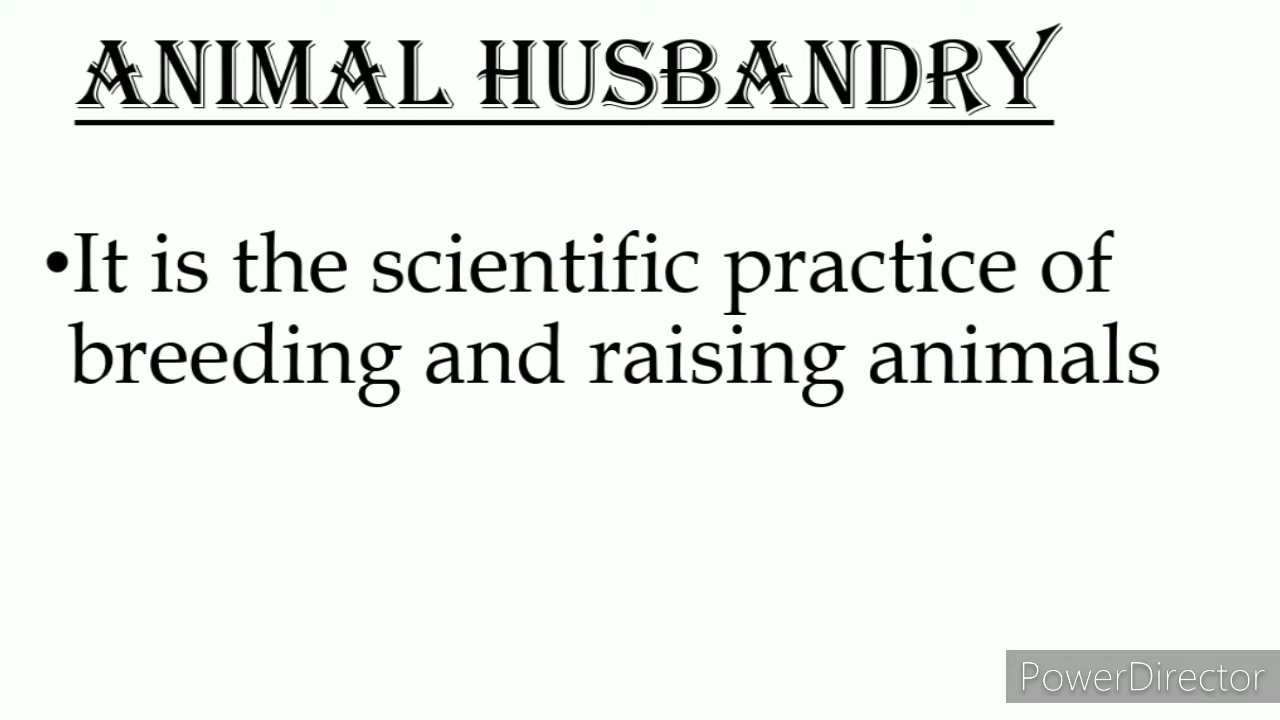 ANIMAL HUSBANDRY
•It is the scientific practice of
breeding and raising animals
PowerDirector